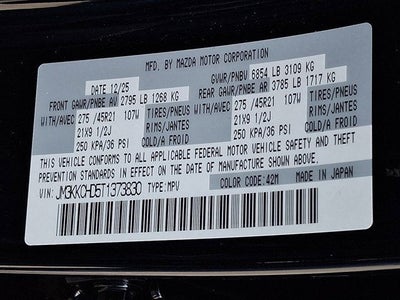 MFD. BY MAZDA MOTOR CORPORATION
DATE 12/25 GVWR/PNBV 6854 LB 3109 KG
FRONT GAWR/PNBE AV 2795 LB 1268 KG REAR GAWR/PNBE AR 3785 LB 1717 KG
WITH/AVEC 275 /45R21 107W TIRES/PNEUS WITH/AVEC 275 /45R21 107W TIRES/PNEUS
21X9 1/2J RIMS/JANTES 21X9 1/2J RIMS/JANTES
250 KPA/36 PSI COLD/A FROID 250 KPA/36 PSI COLD/A FROID
THIS VEHICLE CONFORMS TO ALL APPLICABLE FEDERAL MOTOR VEHICLE SAFETY AND THEFT
PREVENTION STANDARDS IN EFFECT ON THE DATE OF MANUFACTURE SHOWN ABOVE.
VIN: JM3KKCHD5T1373830 TYPE:MPV COLOR CODE:42M MADE IN JAPAN